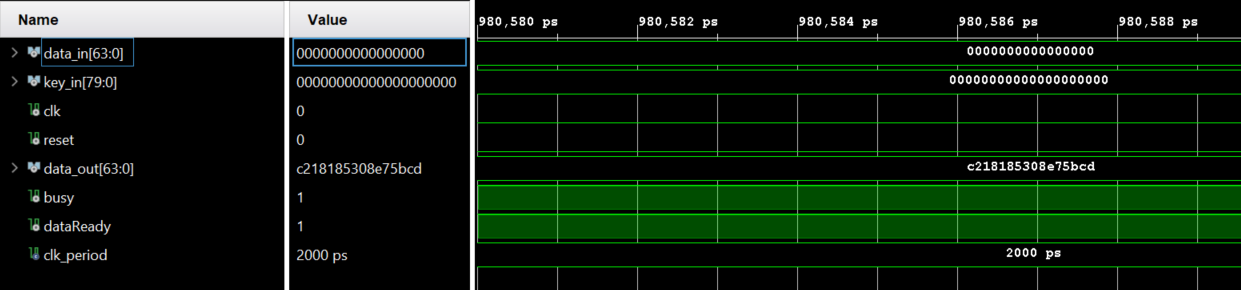 Name Value 980,580 ps 980,582 ps 980,584 ps 980,586 ps 980,588 ps
data_in[63:0] 0000000000000000 0000000000000000
key_in[79:0] 00000000000000000000 00000000000000000000
clk 0
reset 0
data_out[63:0] c218185308e75bcd c218185308e75bcd
busy 1
dataReady 1
clk_period 2000 ps 2000 ps